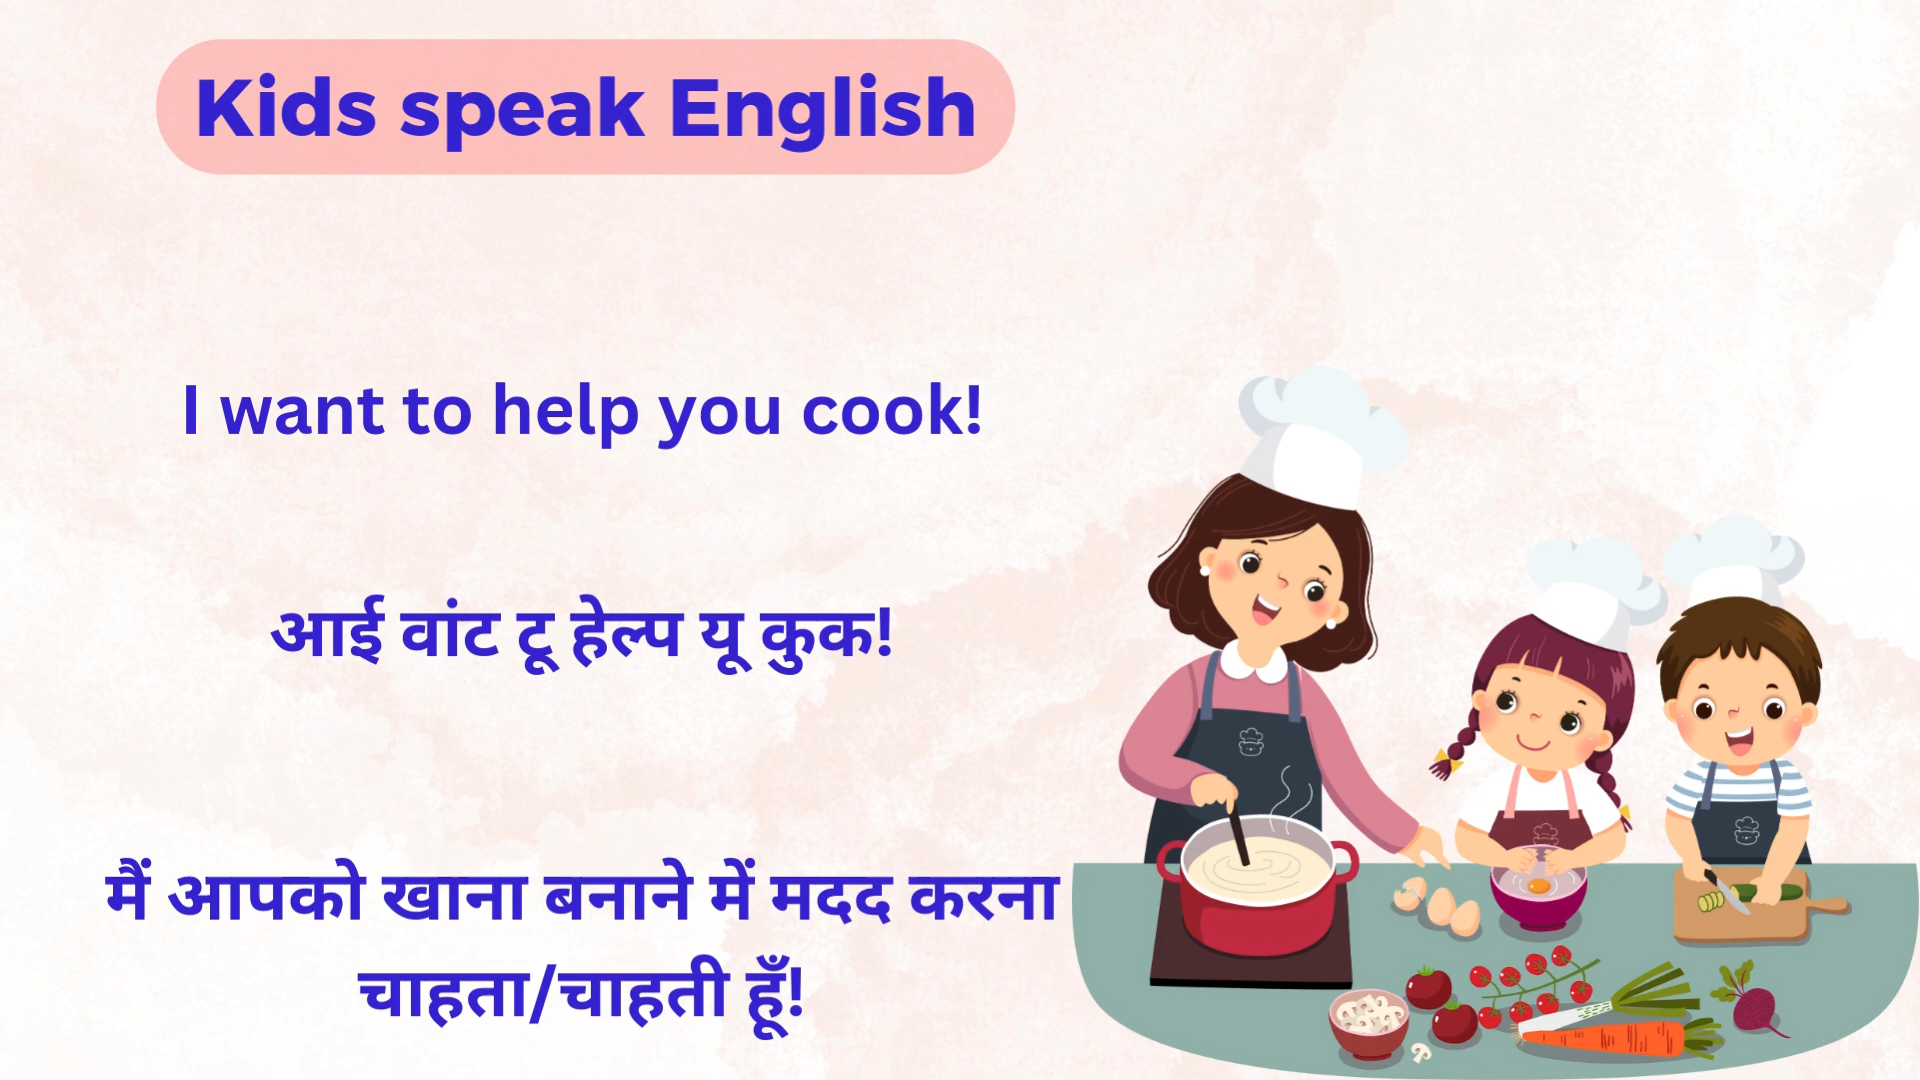 Kids speak English
I want to help you cook!
आई वांट टू हेल्प यू कुक!
मैं आपको खाना बनाने में मदद करना
चाहता/चाहती हूँ!